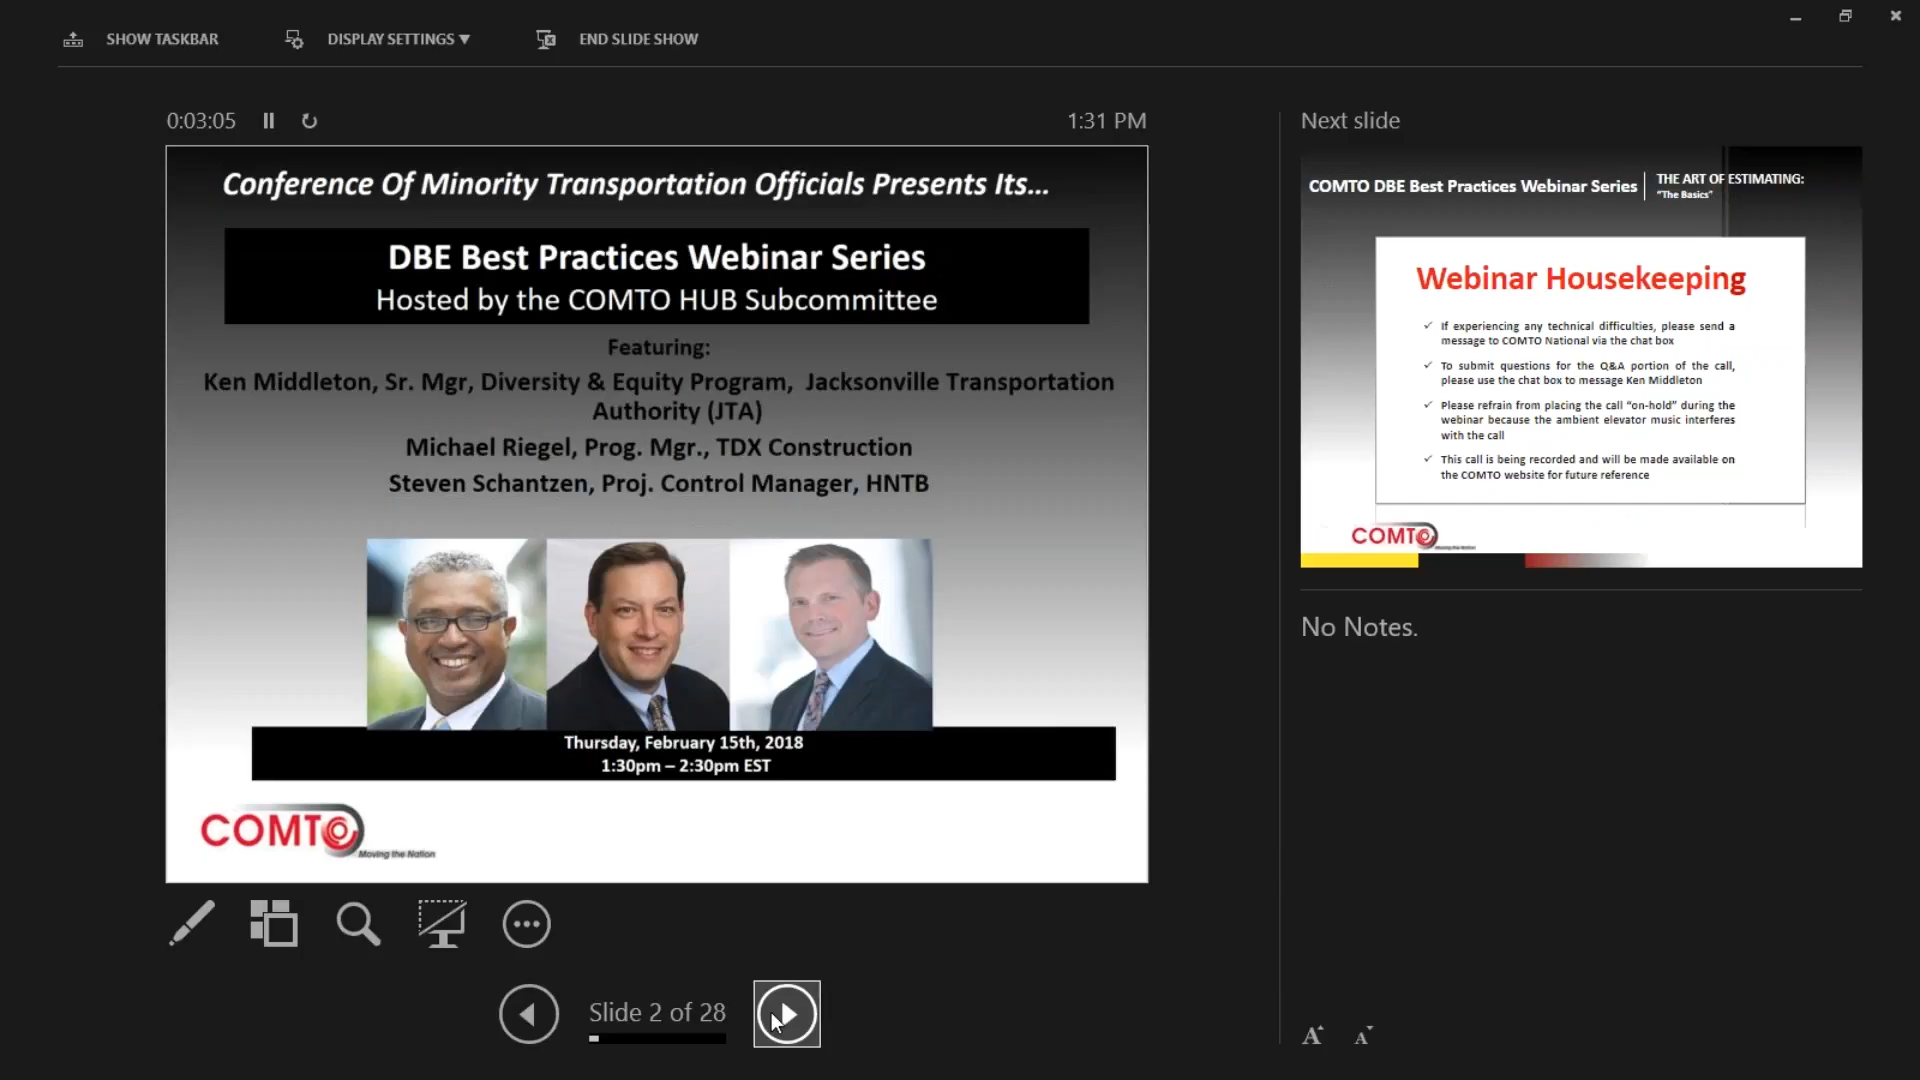 SHOW TASKBAR
DISPLAY SETTINGS ▼
END SLIDE SHOW
0:03:05
1:31 PM
Conference Of Minority Transportation Officials Presents Its...
DBE Best Practices Webinar Series
Hosted by the COMTO HUB Subcommittee
Featuring:
Ken Middleton, Sr. Mgr, Diversity & Equity Program, Jacksonville Transportation
Authority (JTA)
Michael Riegel, Prog. Mgr., TDX Construction
Steven Schantzen, Proj. Control Manager, HNTB
Thursday, February 15th, 2018
1:30pm – 2:30pm EST
COMTO
Moving the Nation
Slide 2 of 28
Next slide
COMTO DBE Best Practices Webinar Series
THE ART OF ESTIMATING:
"The Basics"
Webinar Housekeeping
✓ If experiencing any technical difficulties, please send a
message to COMTO National via the chat box
✓ To submit questions for the Q&A portion of the call,
please use the chat box to message Ken Middleton
✓ Please refrain from placing the call "on-hold" during the
webinar because the ambient elevator music interferes
with the call
✓ This call is being recorded and will be made available on
the COMTO website for future reference
COMTO
Moving the Nation
No Notes.
A A